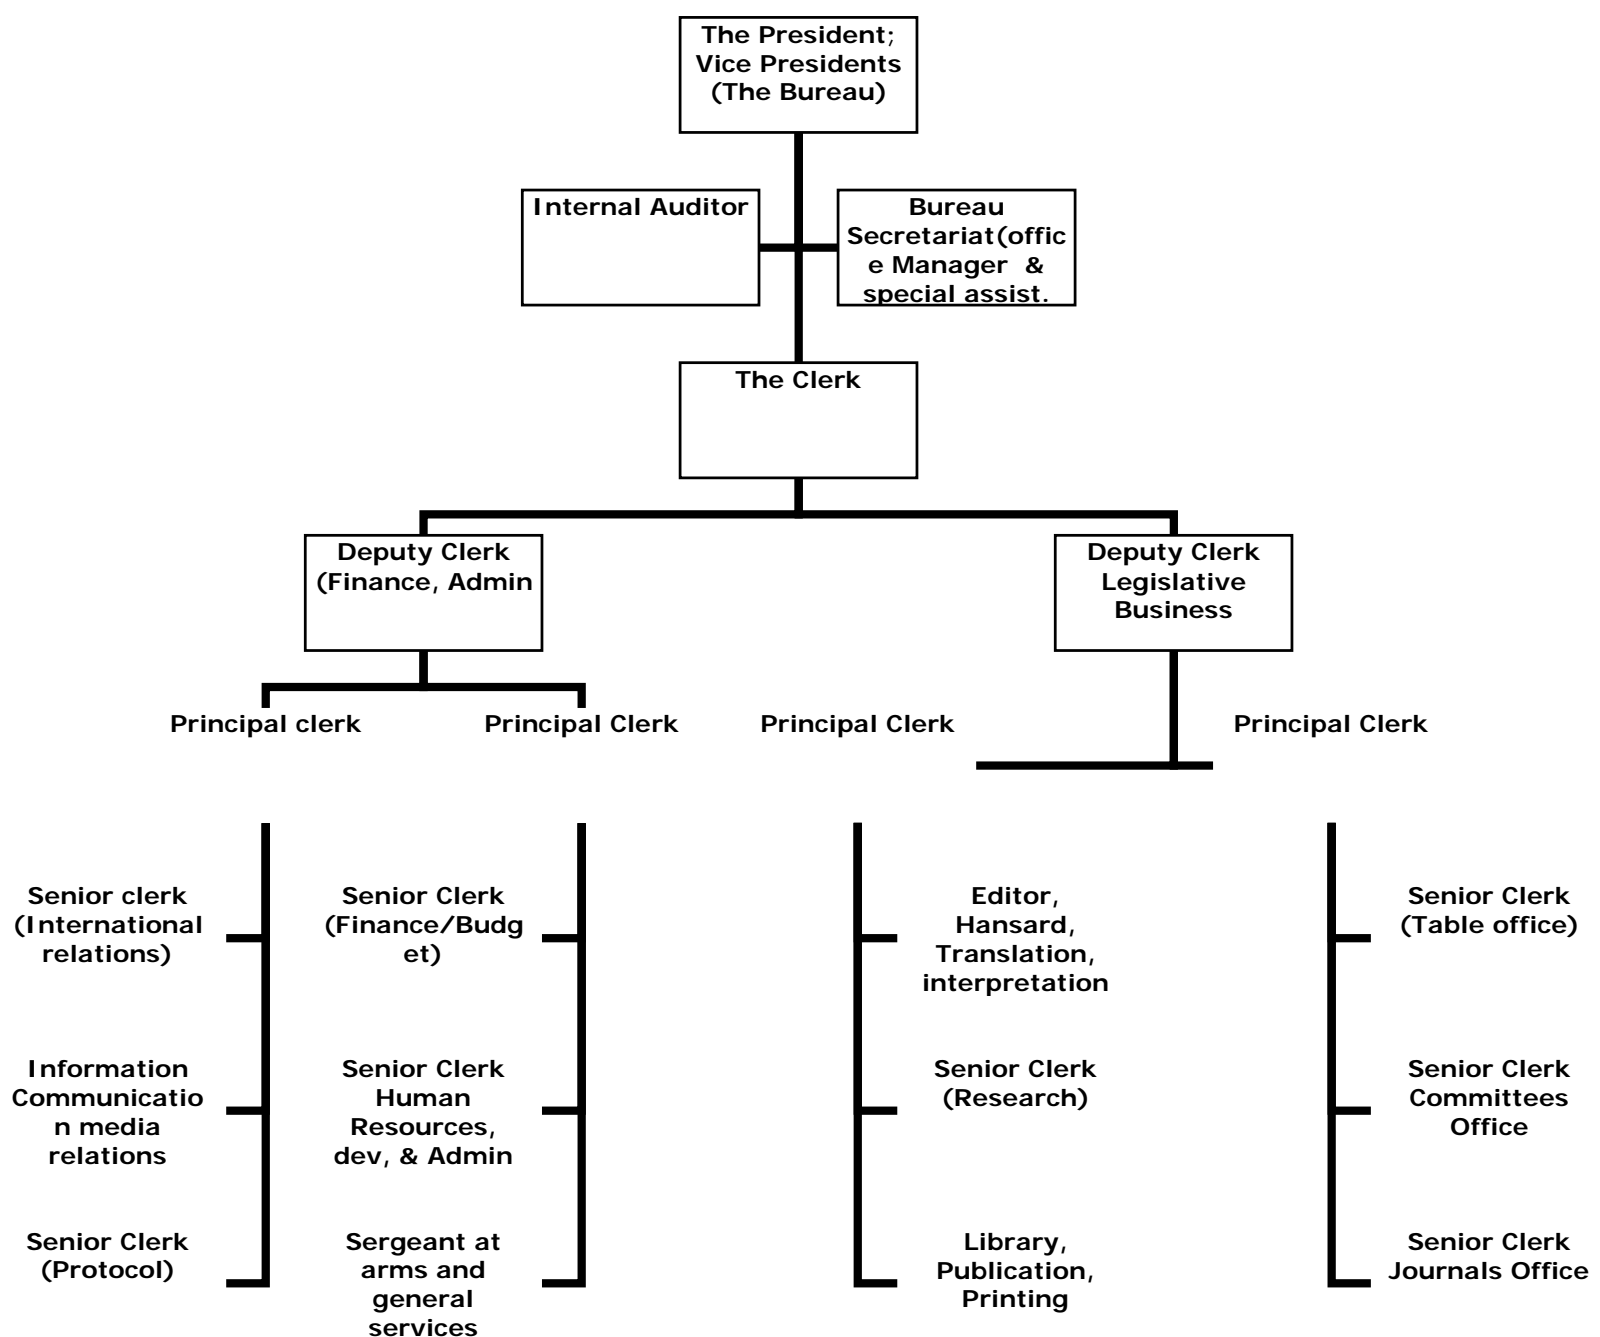 The President;
Vice Presidents
(The Bureau)
Internal Auditor
Bureau
Secretariat(offic
e Manager &
special assist.
The Clerk
Deputy Clerk
(Finance, Admin
Deputy Clerk
Legislative
Business
Principal clerk
Principal Clerk
Principal Clerk
Principal Clerk
Senior clerk
(International
relations)
Senior Clerk
(Finance/Budg
et)
Editor,
Hansard,
Translation,
interpretation
Senior Clerk
(Table office)
Information
Communicatio
n media
relations
Senior Clerk
Human
Resources,
dev, & Admin
Senior Clerk
(Research)
Senior Clerk
Committees
Office
Senior Clerk
(Protocol)
Sergeant at
arms and
general
services
Library,
Publication,
Printing
Senior Clerk
Journals Office